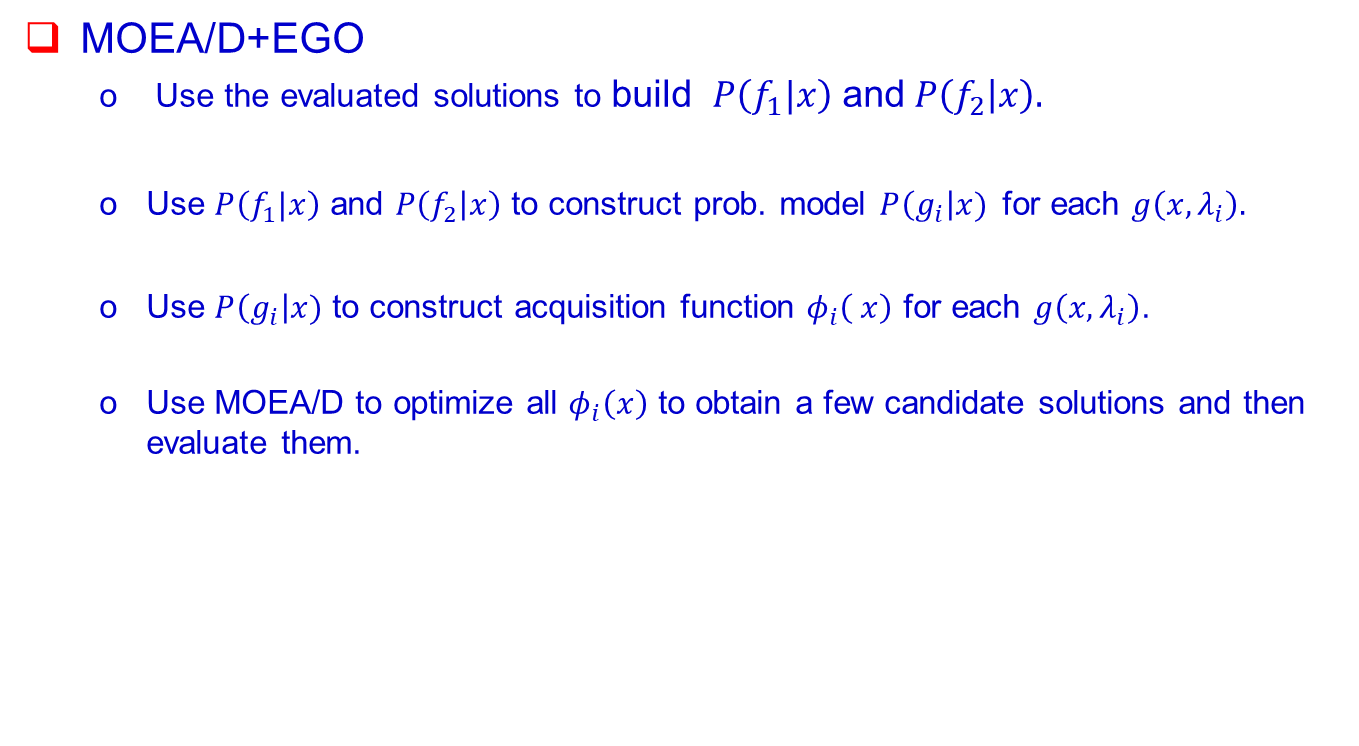 ❑ MOEA/D+EGO
o Use the evaluated solutions to build P(f₁|x) and P(f₂|x).
o Use P(f₁|x) and P(f₂|x) to construct prob. model P(gᵢ|x) for each g(x, λᵢ).
o Use P(gᵢ|x) to construct acquisition function ϕᵢ( x) for each g(x, λᵢ).
o Use MOEA/D to optimize all ϕᵢ(x) to obtain a few candidate solutions and then
evaluate them.